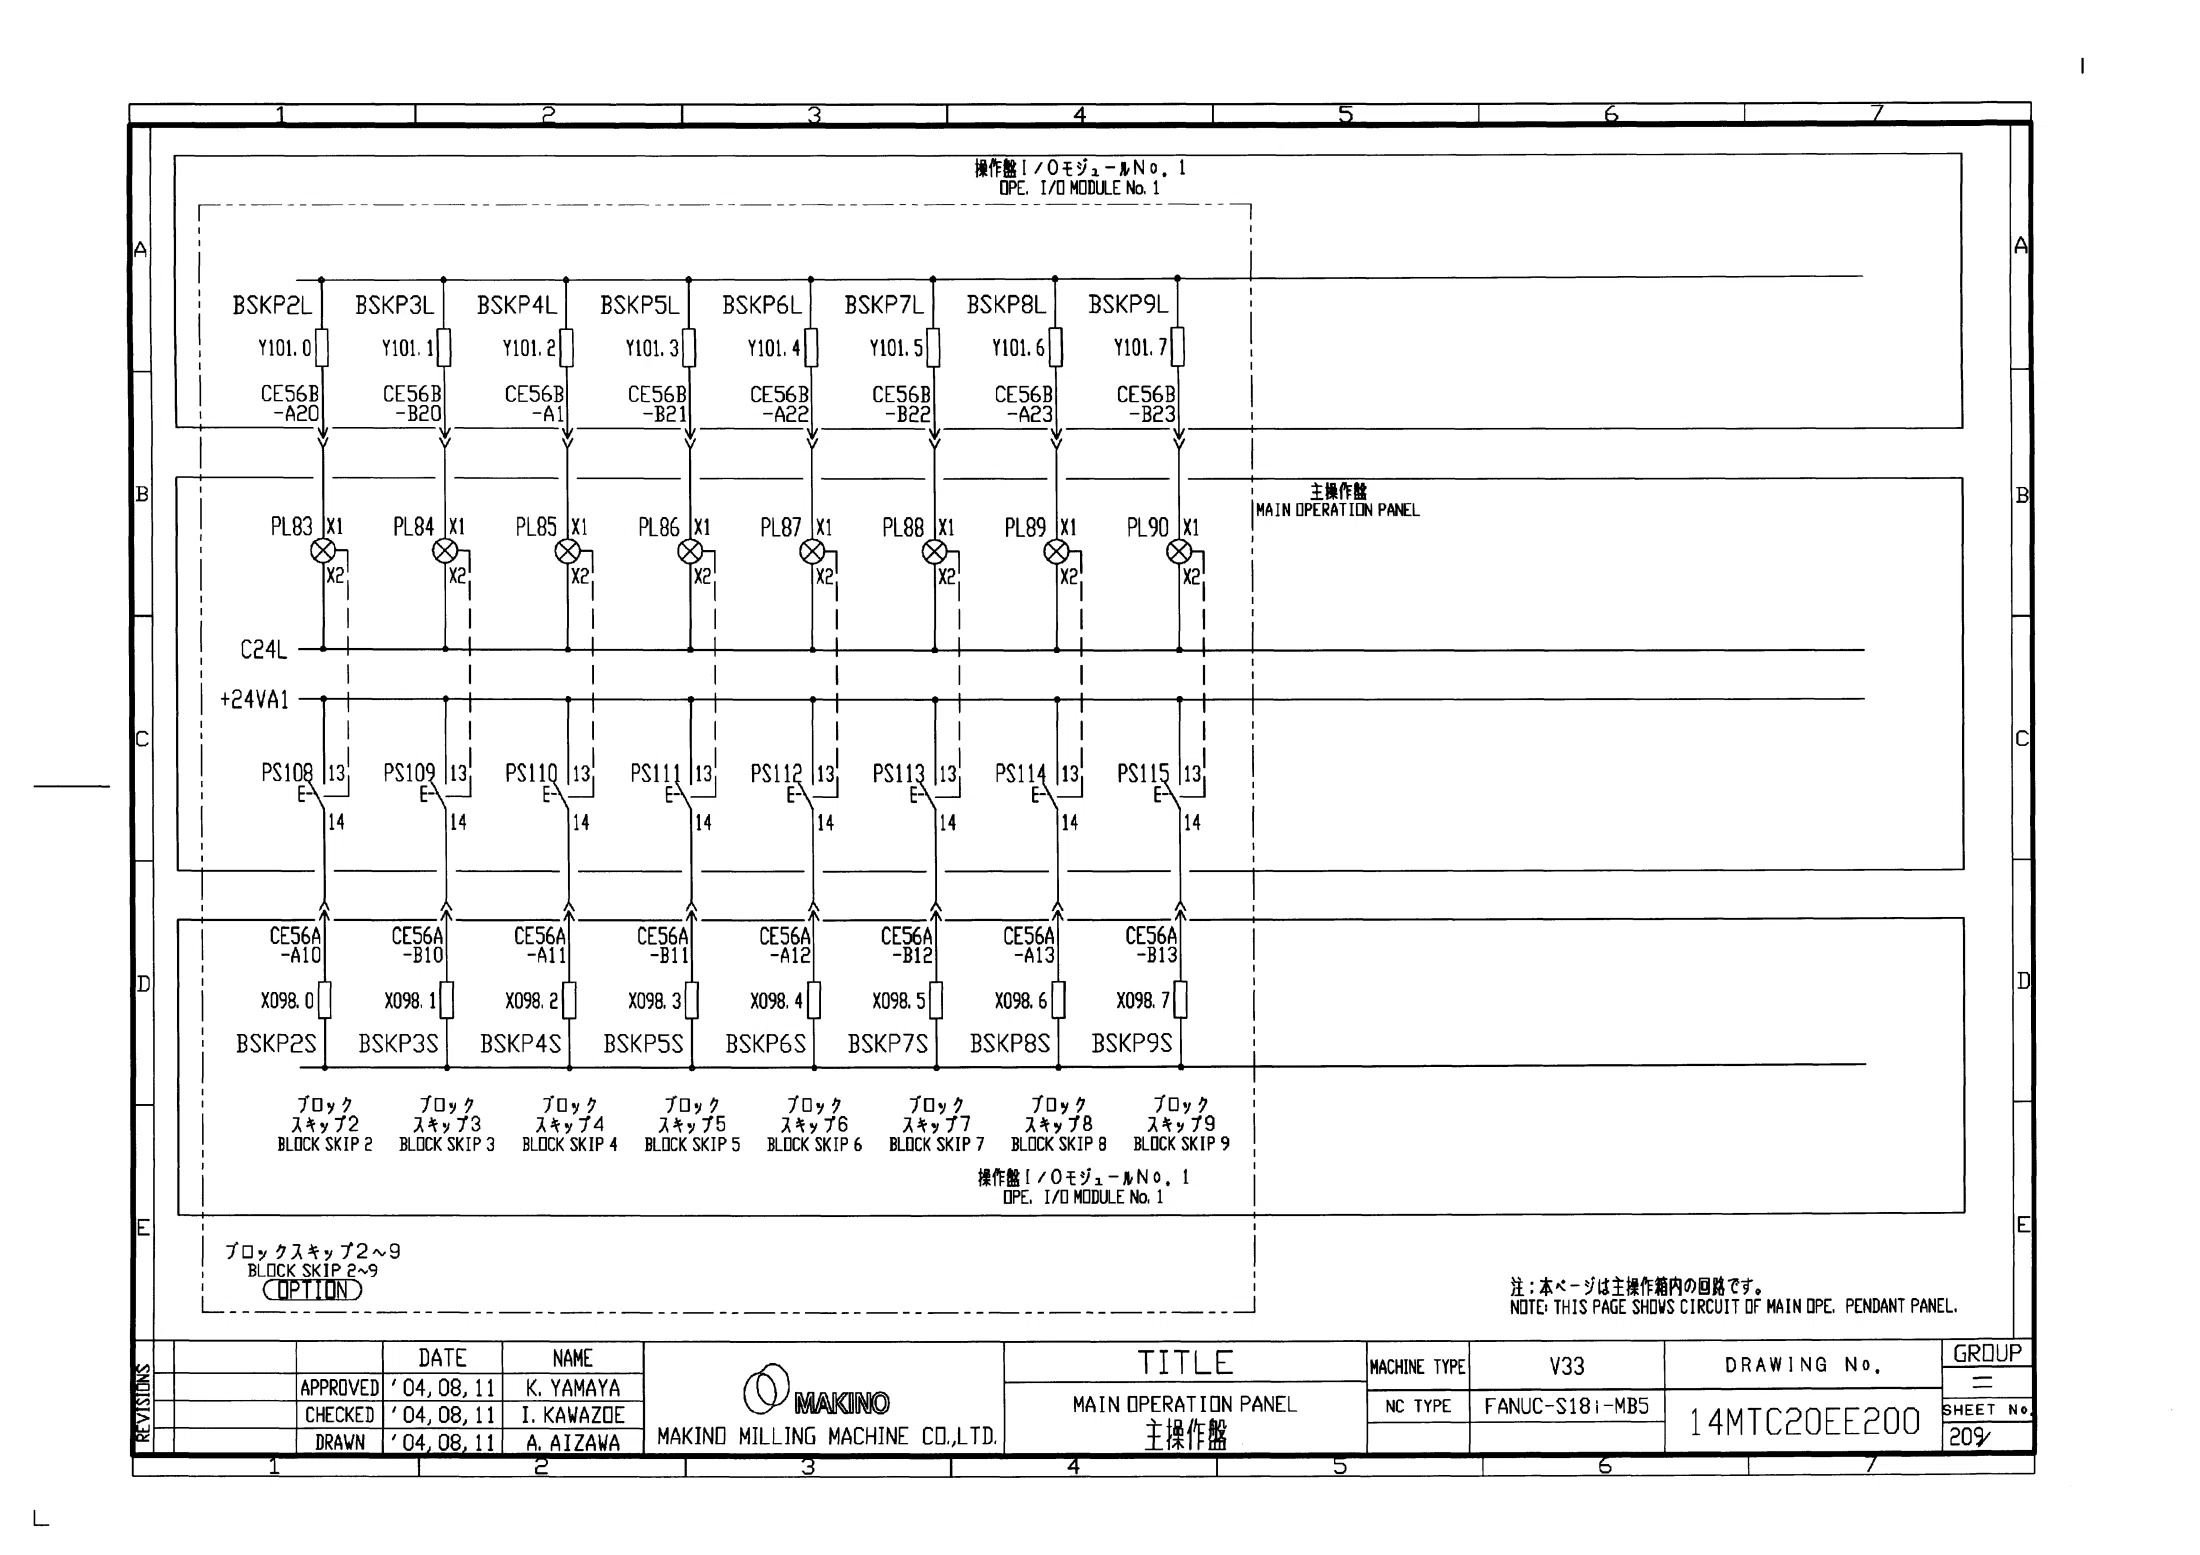 1 2 3 4 5 6 7
操作盤I/OモジュールNo. 1
OPE. I/O MODULE No. 1
A A
BSKP2L BSKP3L BSKP4L BSKP5L BSKP6L BSKP7L BSKP8L BSKP9L
Y101. 0 Y101. 1 Y101. 2 Y101. 3 Y101. 4 Y101. 5 Y101. 6 Y101. 7
CE56B CE56B CE56B CE56B CE56B CE56B CE56B CE56B
-A20 -B20 -A1 -B21 -A22 -B22 -A23 -B23
B B
主操作盤
MAIN OPERATION PANEL
PL83 X1 PL84 X1 PL85 X1 PL86 X1 PL87 X1 PL88 X1 PL89 X1 PL90 X1
X2 X2 X2 X2 X2 X2 X2 X2
C24L
+24VA1
C C
PS108 13 PS109 13 PS110 13 PS111 13 PS112 13 PS113 13 PS114 13 PS115 13
E E E E E E E E
14 14 14 14 14 14 14 14
CE56A CE56A CE56A CE56A CE56A CE56A CE56A CE56A
-A10 -B10 -A11 -B11 -A12 -B12 -A13 -B13
D D
X098. 0 X098. 1 X098. 2 X098. 3 X098. 4 X098. 5 X098. 6 X098. 7
BSKP2S BSKP3S BSKP4S BSKP5S BSKP6S BSKP7S BSKP8S BSKP9S
ブロック ブロック ブロック ブロック ブロック ブロック ブロック ブロック
スキップ2 スキップ3 スキップ4 スキップ5 スキップ6 スキップ7 スキップ8 スキップ9
BLOCK SKIP 2 BLOCK SKIP 3 BLOCK SKIP 4 BLOCK SKIP 5 BLOCK SKIP 6 BLOCK SKIP 7 BLOCK SKIP 8 BLOCK SKIP 9
操作盤I/OモジュールNo. 1
OPE. I/O MODULE No. 1
E E
ブロックスキップ2~9
BLOCK SKIP 2~9
OPTION
注:本ページは主操作箱内の回路です。
NOTE: THIS PAGE SHOWS CIRCUIT OF MAIN OPE. PENDANT PANEL.
REVISIONS
DATE NAME
APPROVED '04, 08, 11 K. YAMAYA
CHECKED '04, 08, 11 I. KAWAZOE
DRAWN '04, 08, 11 A. AIZAWA
MAKINO
MAKINO MILLING MACHINE CO.,LTD.
TITLE
MAIN OPERATION PANEL
主操作盤
MACHINE TYPE V33
NC TYPE FANUC-S18i-MB5
DRAWING No.
14MTC20EE200
GROUP
=
SHEET No.
209/
1 2 3 4 5 6 7